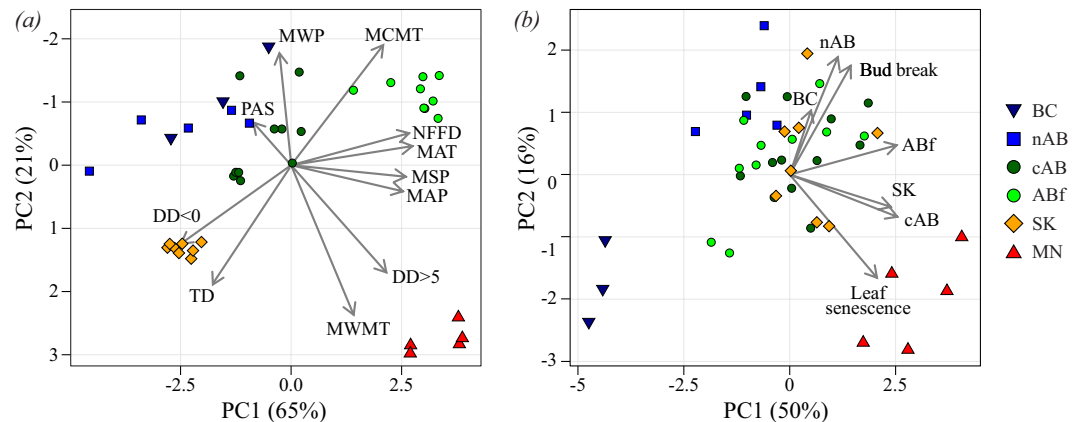 (a)
MWP
MCMT
PAS
NFFD
MAT
MSP
MAP
DD<0
TD
DD>5
MWMT
-2
-1
0
1
2
3
PC2 (21%)
-2.5
0.0
2.5
PC1 (65%)
(b)
nAB
Bud break
BC
ABf
SK
cAB
Leaf
senescence
2
1
0
-1
-2
-3
PC2 (16%)
-5
-2.5
0
2.5
PC1 (50%)
BC
nAB
cAB
ABf
SK
MN